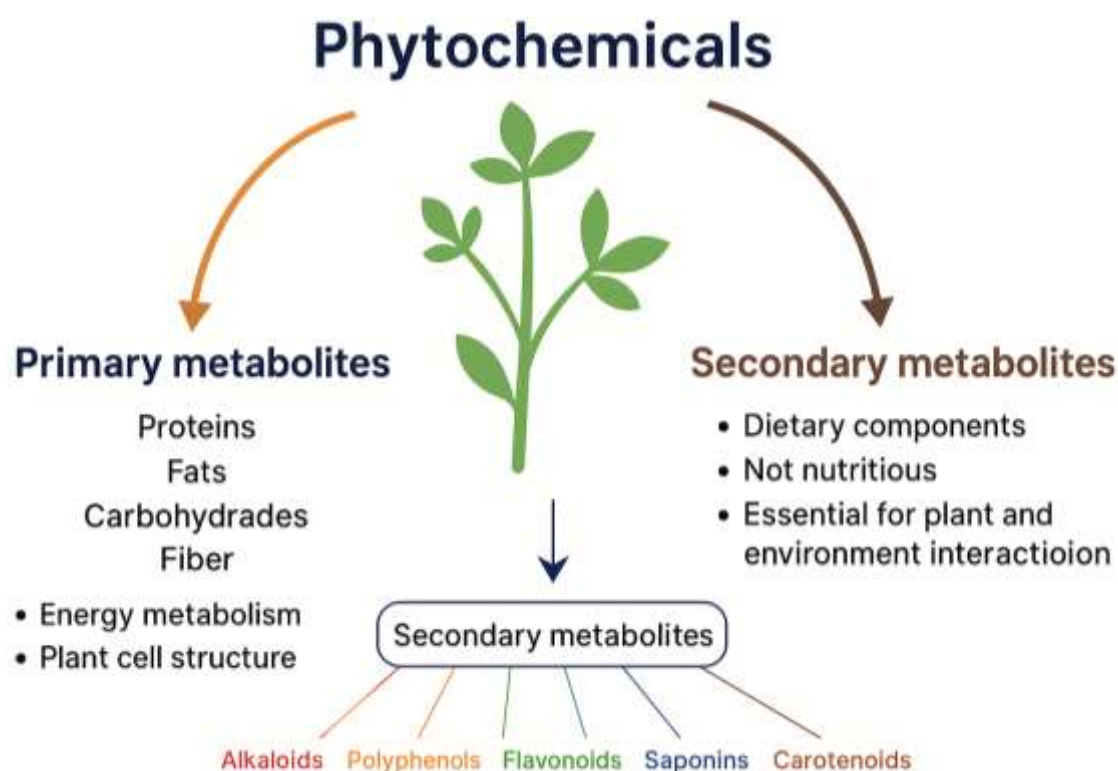 Phytochemicals
Primary metabolites
Proteins
Fats
Carbohydrades
Fiber
• Energy metabolism
• Plant cell structure
Secondary metabolites
• Dietary components
• Not nutritious
• Essential for plant and
environment interactioion
Secondary metabolites
Alkaloids Polyphenols Flavonoids Saponins Carotenoids